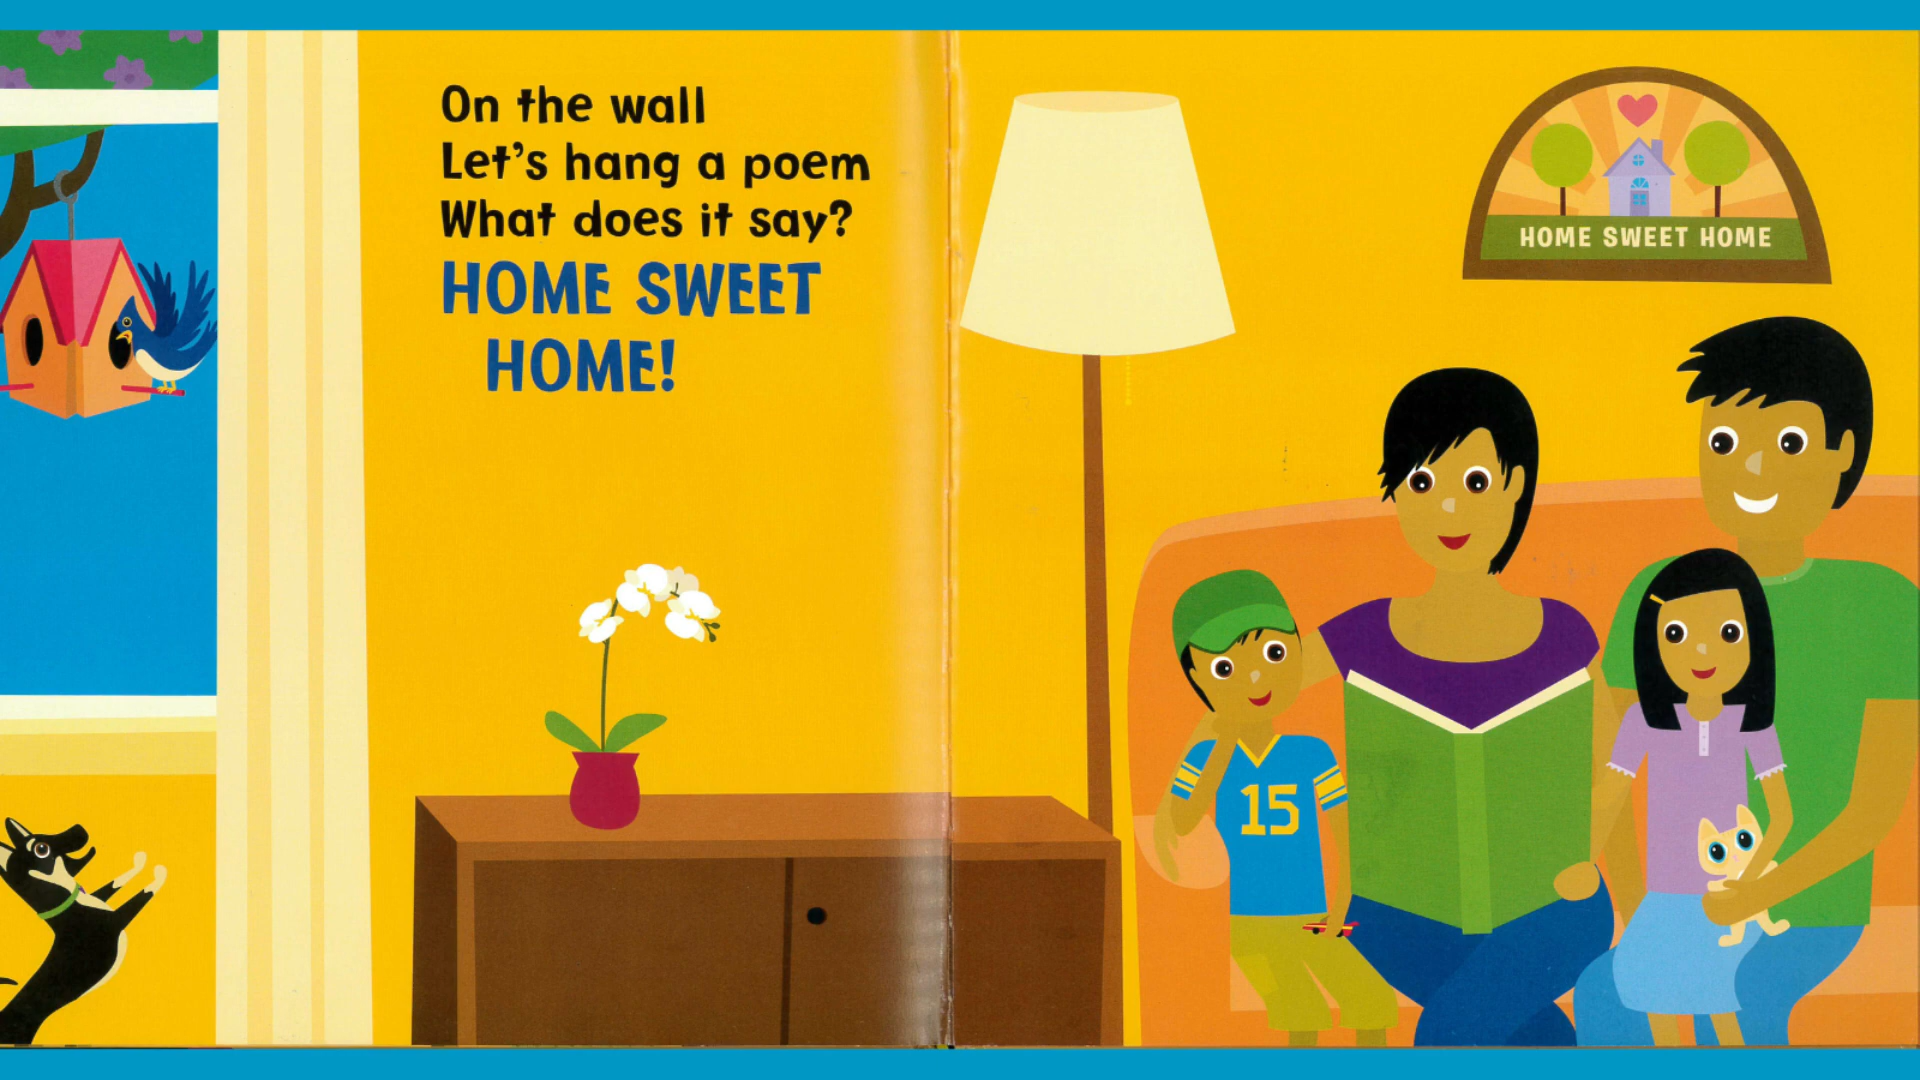 On the wall
Let's hang a poem
What does it say?
HOME SWEET
HOME!
HOME SWEET HOME
15